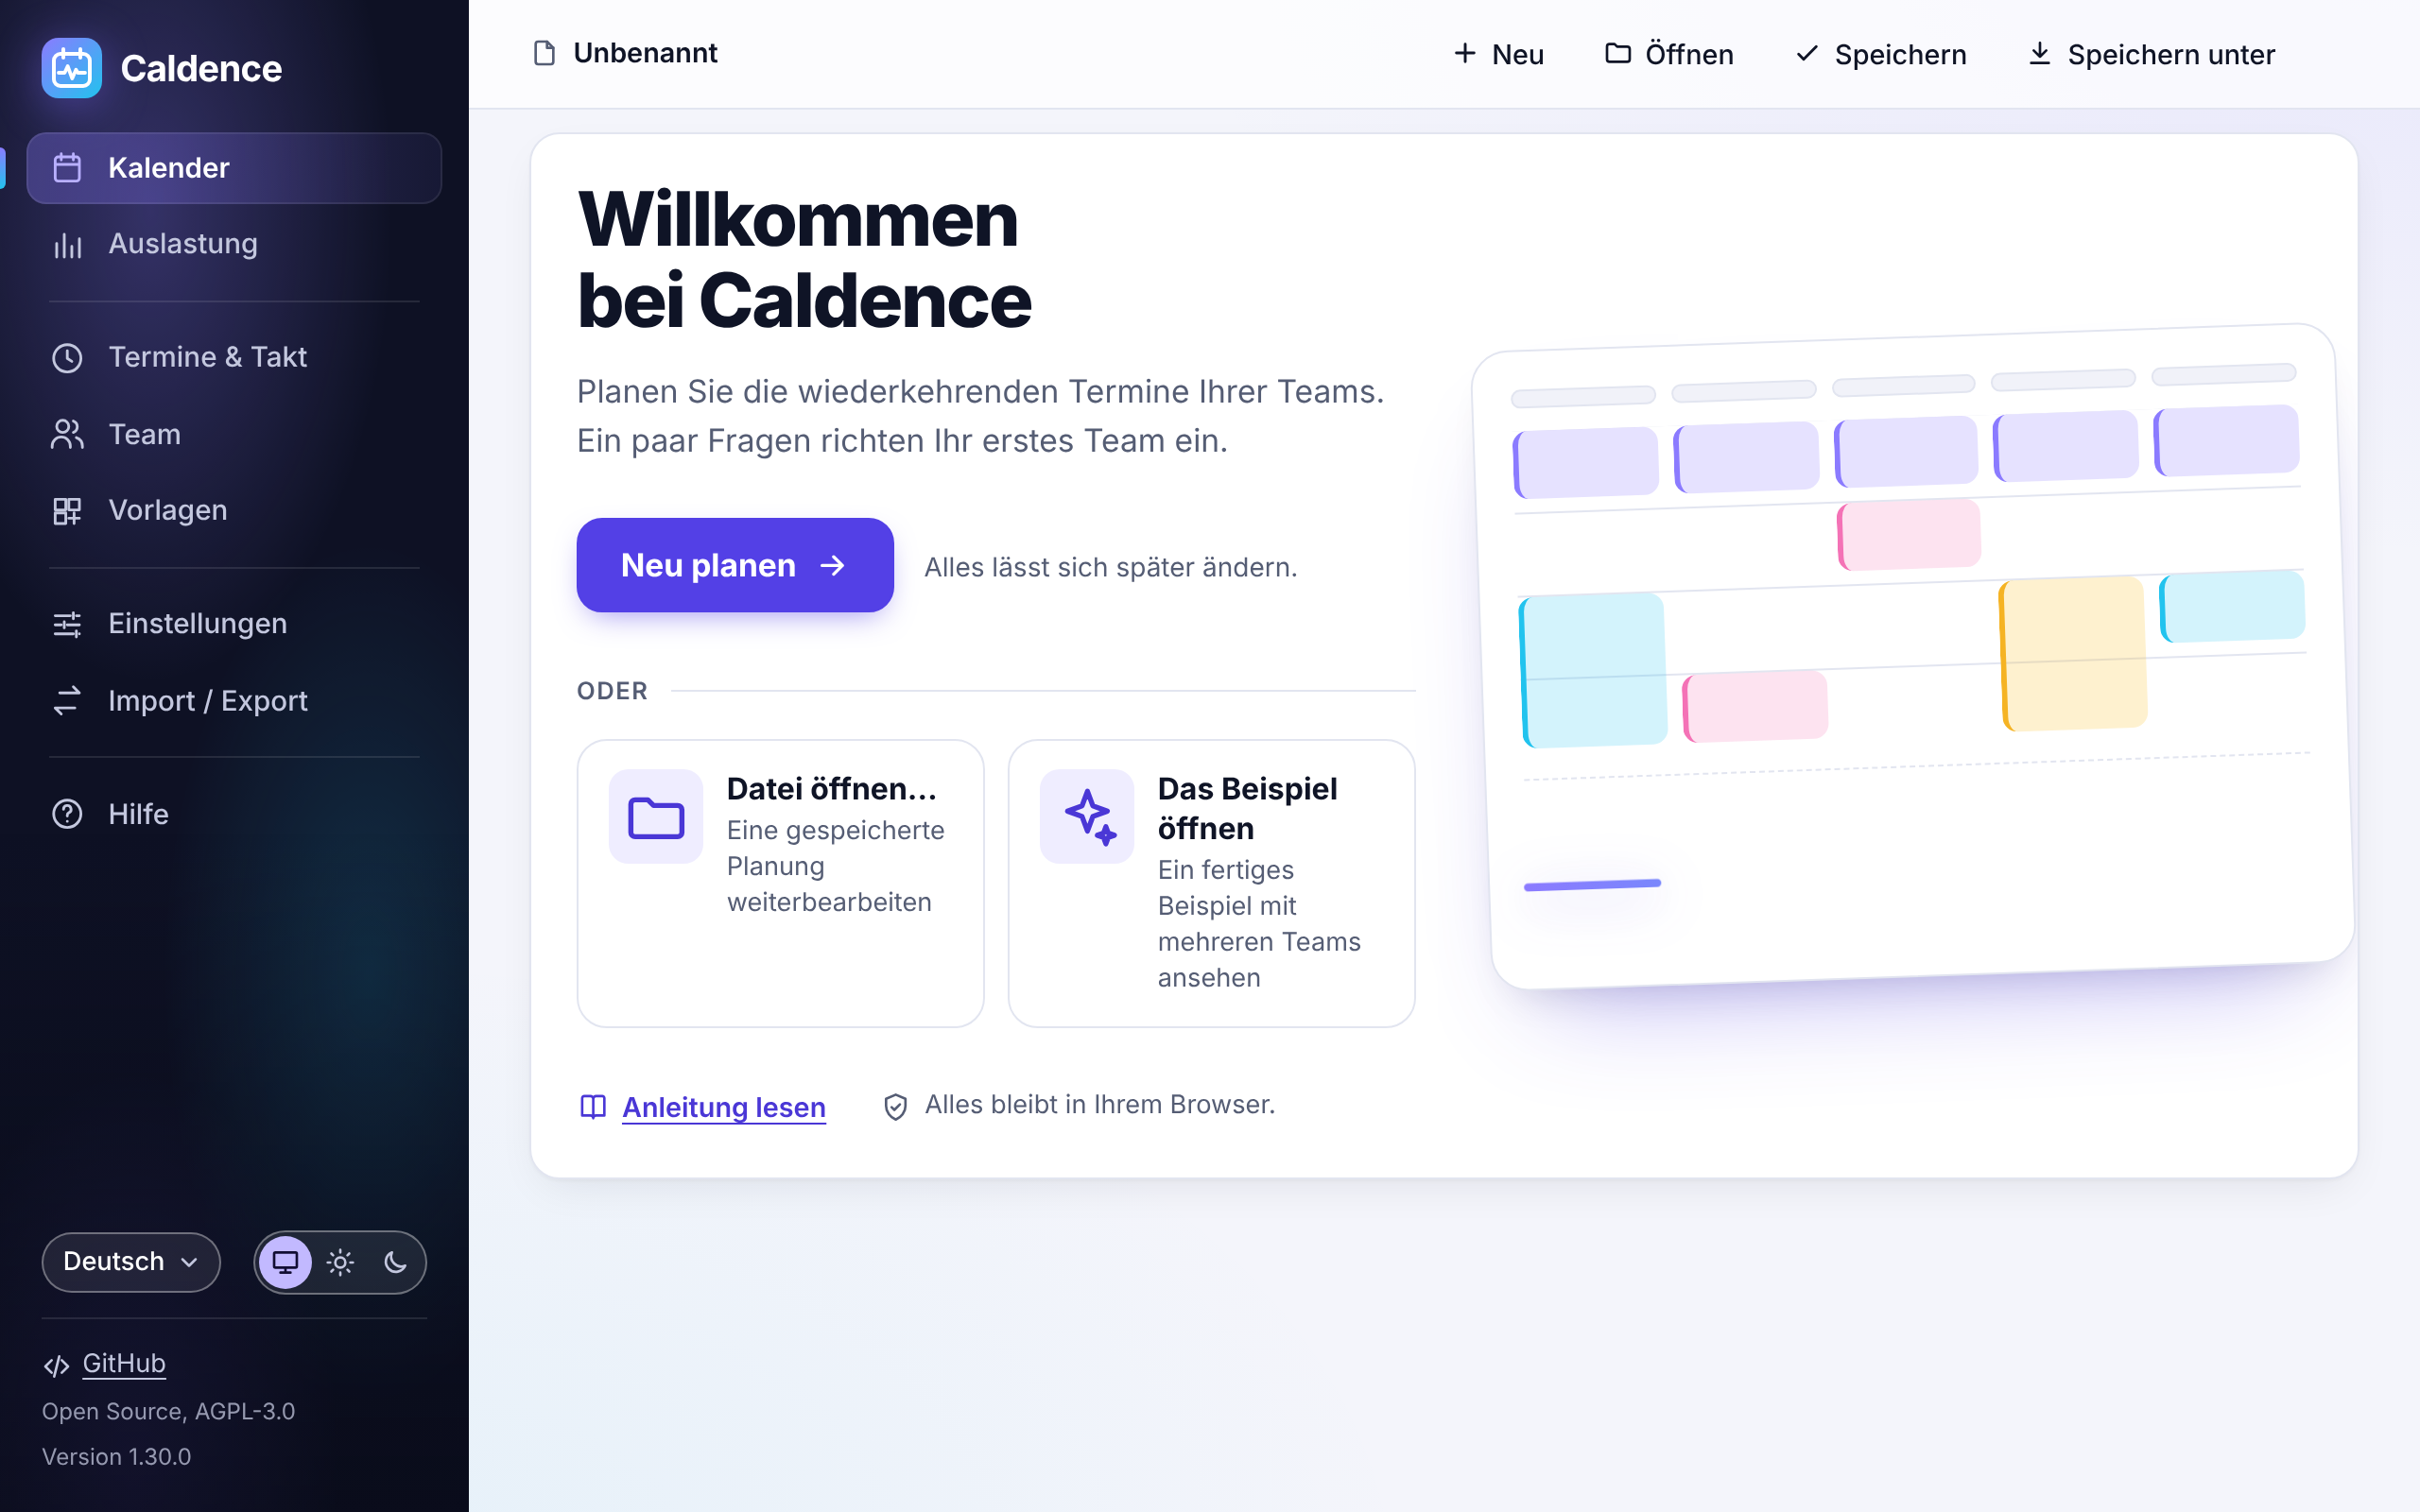 Caldence
Kalender
Auslastung
Termine & Takt
Team
Vorlagen
Einstellungen
Import / Export
Hilfe
Deutsch
GitHub
Open Source, AGPL-3.0
Version 1.30.0
Unbenannt
Neu
Öffnen
Speichern
Speichern unter
Willkommen
bei Caldence
Planen Sie die wiederkehrenden Termine Ihrer Teams.
Ein paar Fragen richten Ihr erstes Team ein.
Neu planen
Alles lässt sich später ändern.
ODER
Datei öffnen…
Eine gespeicherte
Planung
weiterbearbeiten
Das Beispiel
öffnen
Ein fertiges
Beispiel mit
mehreren Teams
ansehen
Anleitung lesen
Alles bleibt in Ihrem Browser.